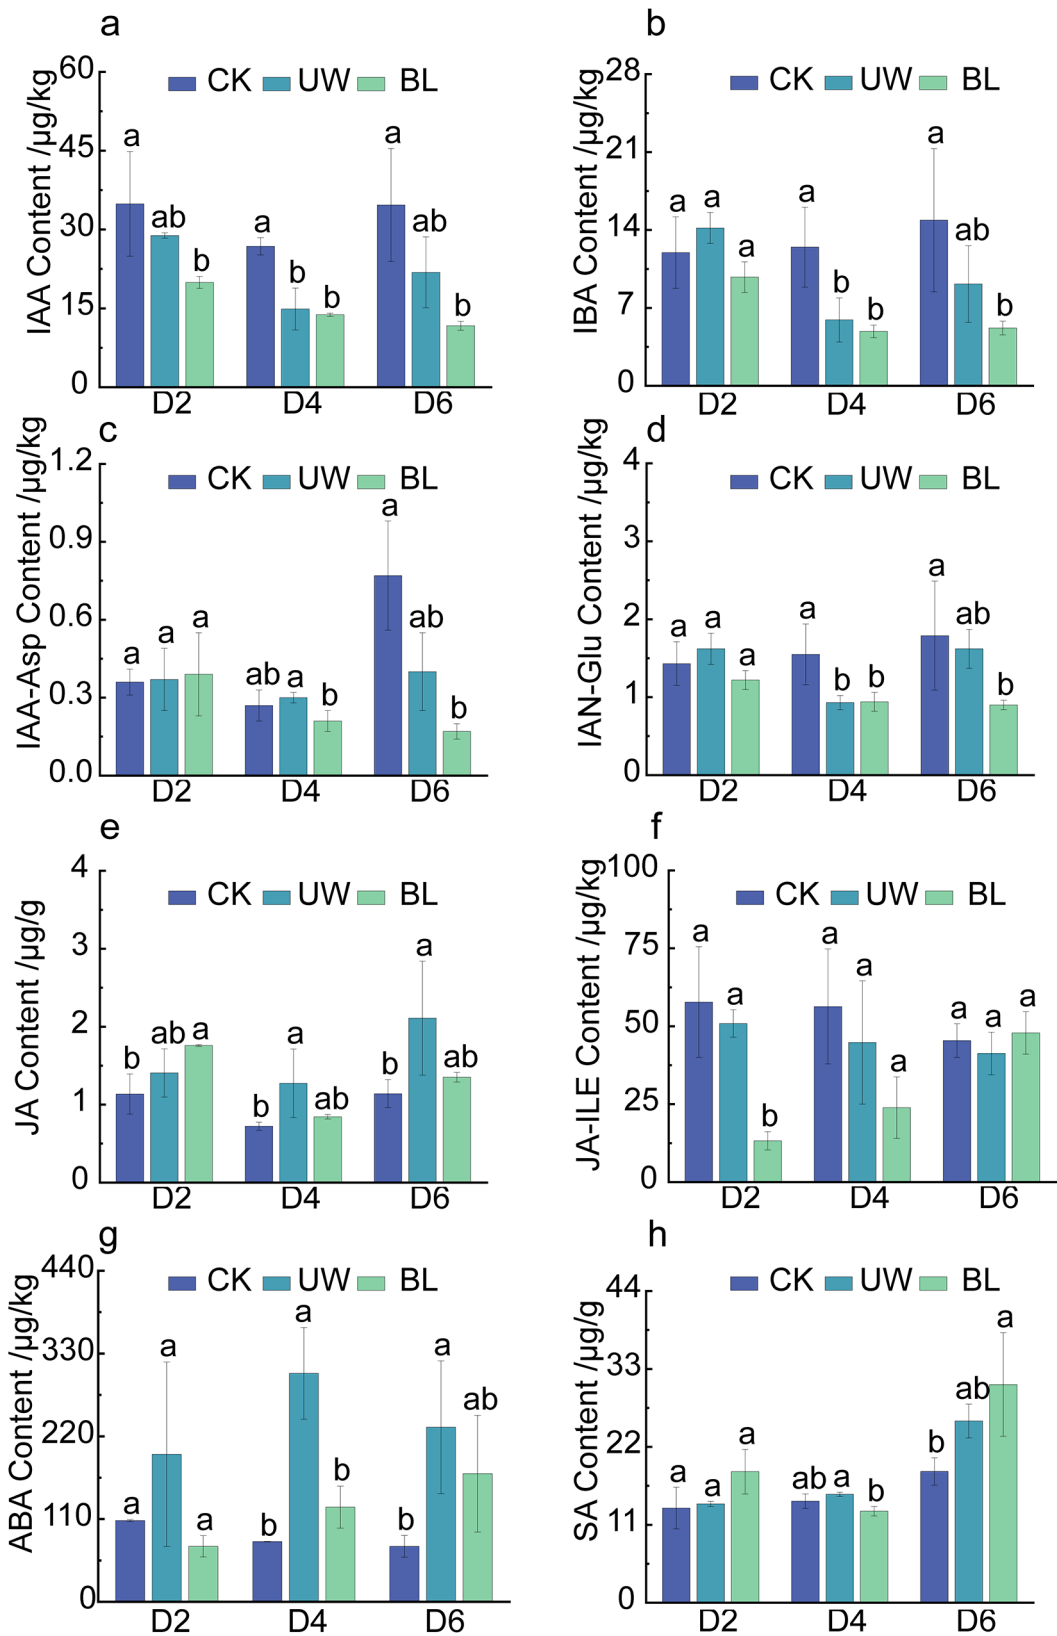 a
60
CK UW BL
45
30
15
0
IAA Content /µg/kg
a ab b
a b b
a ab b
D2 D4 D6
b
28
CK UW BL
21
14
7
0
IBA Content /µg/kg
a a a
a b b
a ab b
D2 D4 D6
c
1.2
CK UW BL
0.9
0.6
0.3
0.0
IAA-Asp Content /µg/kg
a a a
ab a b
a ab b
D2 D4 D6
d
4
CK UW BL
3
2
1
0
IAN-Glu Content /µg/kg
a a a
a b b
a ab b
D2 D4 D6
e
4
CK UW BL
3
2
1
0
JA Content /µg/g
b ab a
b a ab
b a ab
D2 D4 D6
f
100
CK UW BL
75
50
25
0
JA-ILE Content /µg/kg
a a b
a a a
a a a
D2 D4 D6
g
440
CK UW BL
330
220
110
0
ABA Content /µg/kg
a a a
b a b
b a ab
D2 D4 D6
h
44
CK UW BL
33
22
11
0
SA Content /µg/g
a a a
ab a b
b ab a
D2 D4 D6